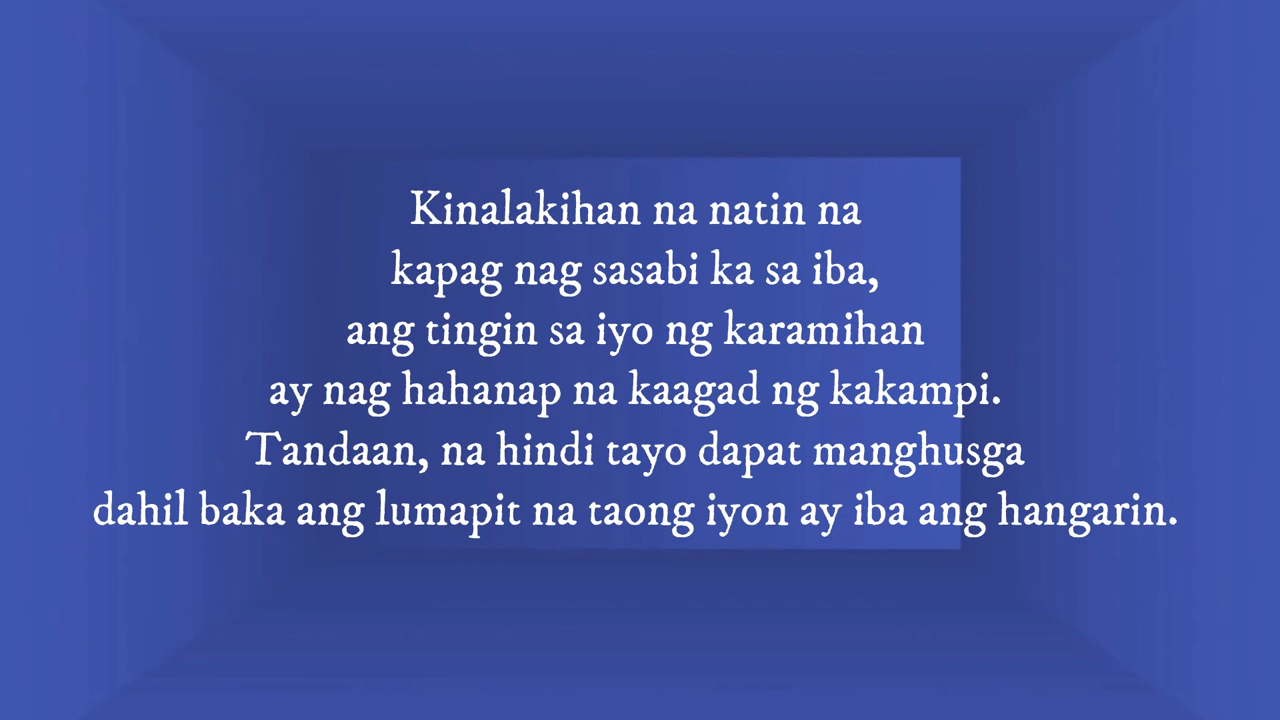 Kinalakihan na natin na
kapag nag sasabi ka sa iba,
ang tingin sa iyo ng karamihan
ay nag hahanap na kaagad ng kakampi.
Tandaan, na hindi tayo dapat manghusga
dahil baka ang lumapit na taong iyon ay iba ang hangarin.